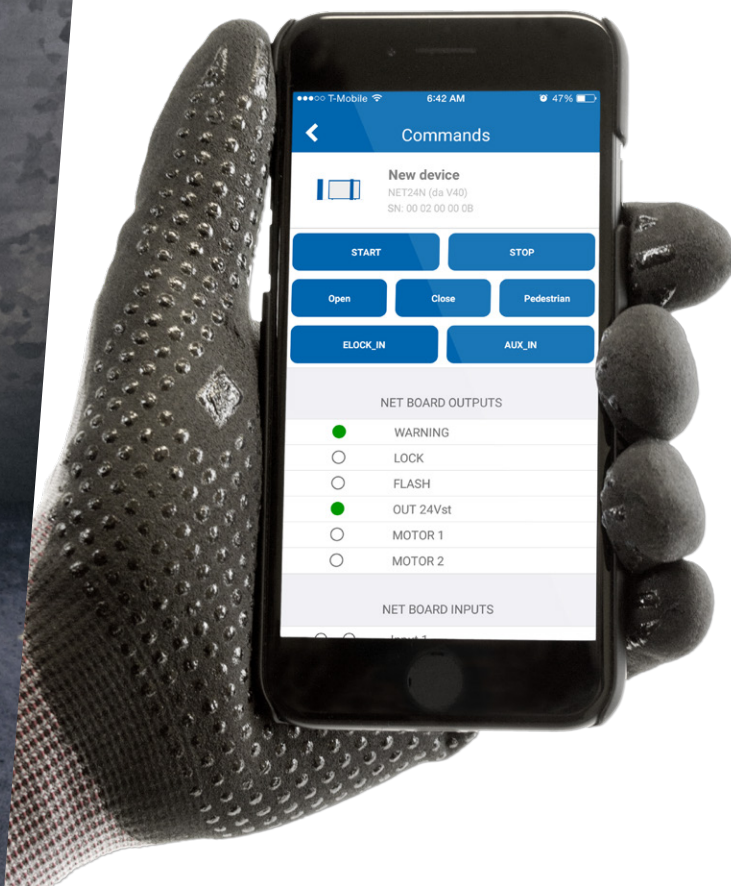 ●●●○○ T-Mobile 6:42 AM 47%
Commands
New device
NET24N (da V40)
SN: 00 02 00 00 0B
START STOP
Open Close Pedestrian
ELOCK_IN AUX_IN
NET BOARD OUTPUTS
WARNING
LOCK
FLASH
OUT 24Vst
MOTOR 1
MOTOR 2
NET BOARD INPUTS
Input 1